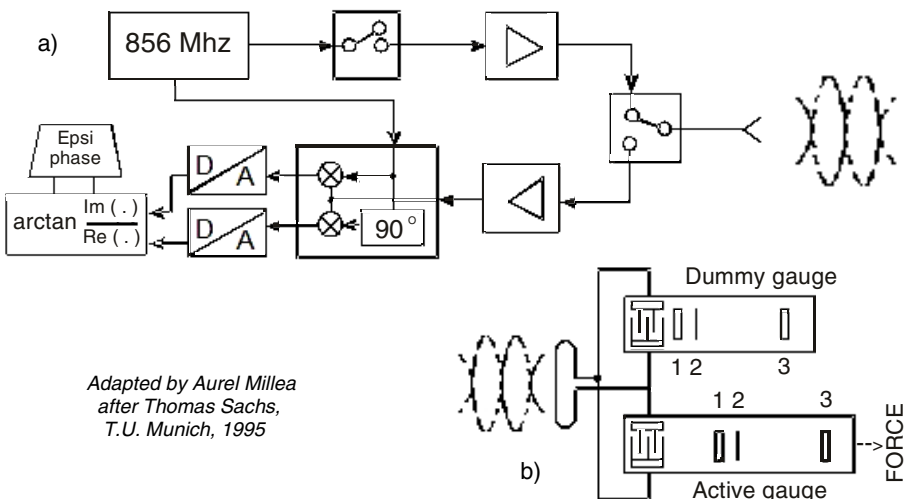 a)
856 Mhz
Epsi
phase
D
A
arctan Im ( . )
Re ( . )
D
A
90°
Dummy gauge
1 2 3
1 2 3
FORCE
b)
Active gauge
Adapted by Aurel Millea
after Thomas Sachs,
T.U. Munich, 1995